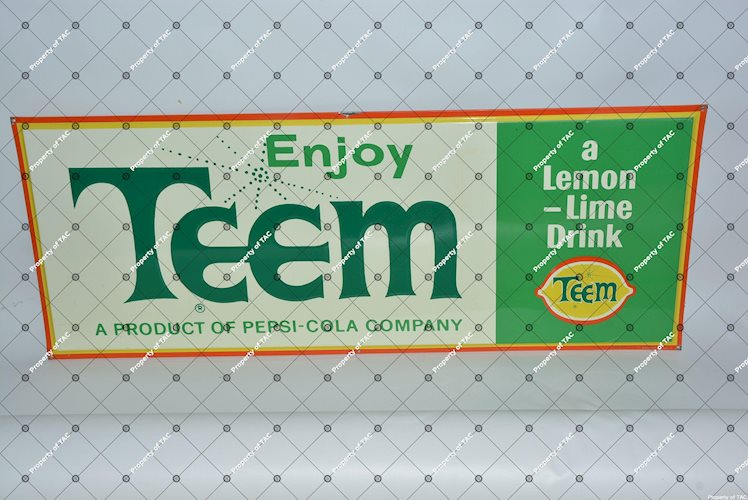 Enjoy
Teem
®
A PRODUCT OF PEPSI-COLA COMPANY
a
Lemon
–Lime
Drink
Teem
Property of TAC